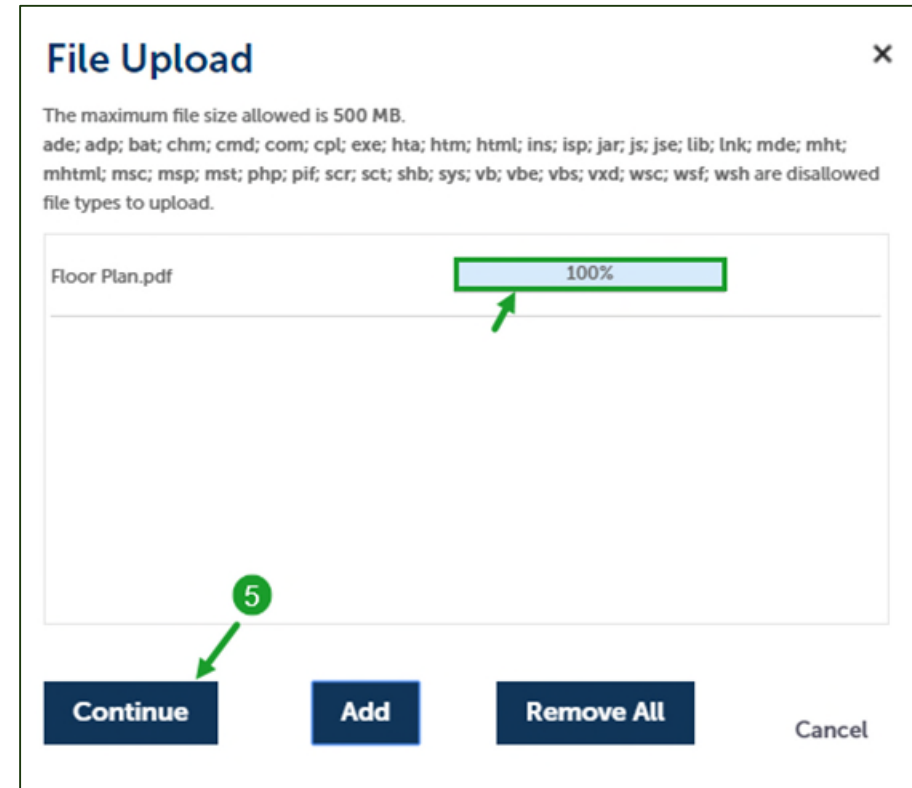 File Upload
×
The maximum file size allowed is 500 MB.
ade; adp; bat; chm; cmd; com; cpl; exe; hta; htm; html; ins; isp; jar; js; jse; lib; lnk; mde; mht;
mhtml; msc; msp; mst; php; pif; scr; sct; shb; sys; vb; vbe; vbs; vxd; wsc; wsf; wsh are disallowed
file types to upload.
Floor Plan.pdf 100%
5
Continue Add Remove All Cancel